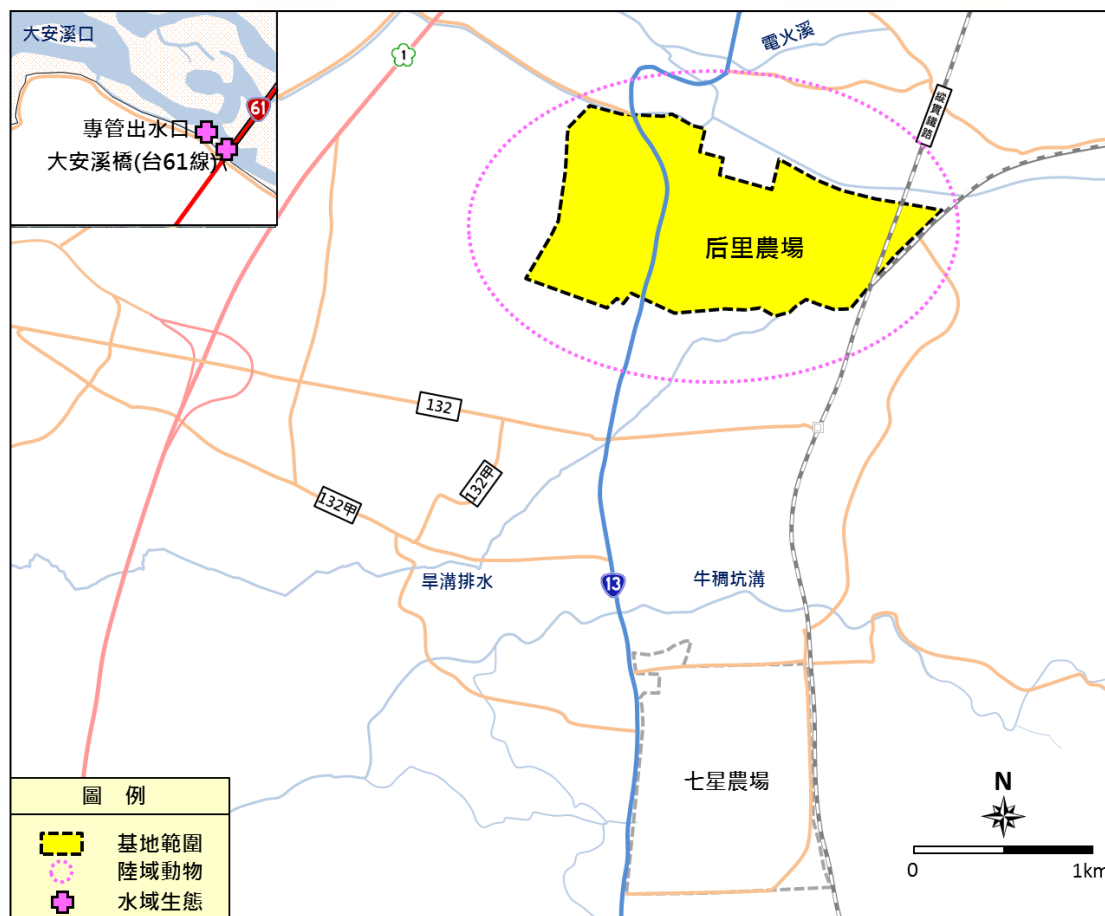 大安溪口
61
專管出水口
大安溪橋(台61線)
1
電火溪
縱貫鐵路
后里農場
132
132甲
132甲
旱溝排水
13
牛稠坑溝
七星農場
圖 例
基地範圍
陸域動物
水域生態
N
0
1km